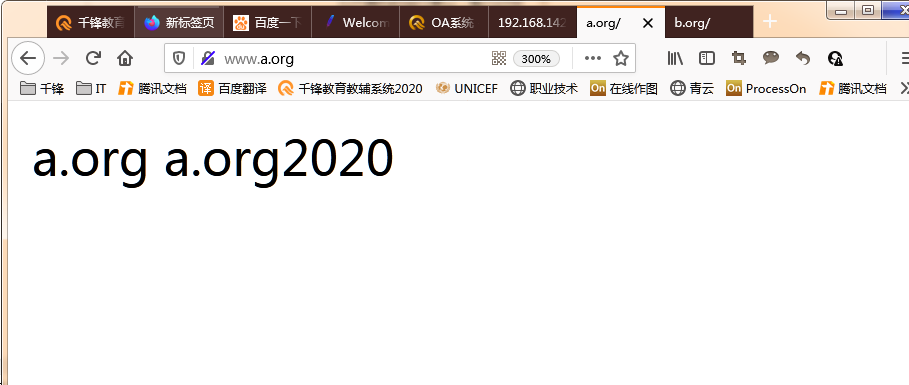 千锋教育 新标签页 百度一下 Welcom OA系统 192.168.142 a.org/ b.org/
www.a.org 300%
千锋 IT 腾讯文档 百度翻译 千锋教育教辅系统2020 UNICEF 职业技术 On 在线作图 青云 On ProcessOn 腾讯文档
a.org a.org2020